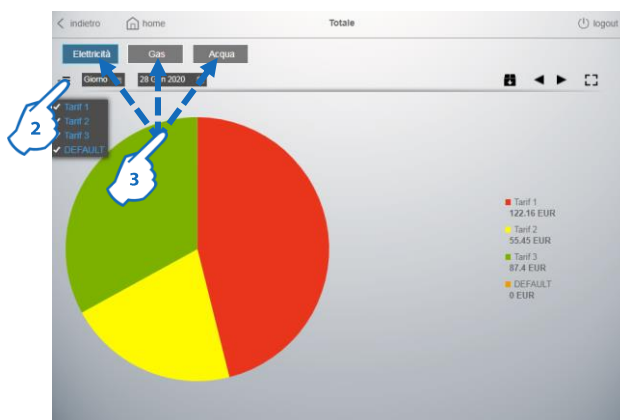 indietro home Totale logout
Elettricità Gas Acqua
Giorno 28 Gen 2020
Tarif 1
Tarif 2
Tarif 3
DEFAULT
2
3
Tarif 1
122.16 EUR
Tarif 2
55.45 EUR
Tarif 3
87.4 EUR
DEFAULT
0 EUR